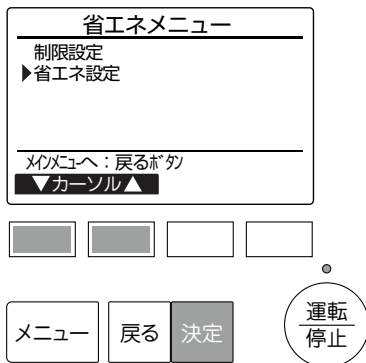 省エネメニュー
制限設定
▶省エネ設定
ﾒｲﾝﾒﾆｭｰへ：戻るﾎﾞﾀﾝ
▼カーソル▲
メニュー 戻る 決定
運転
停止